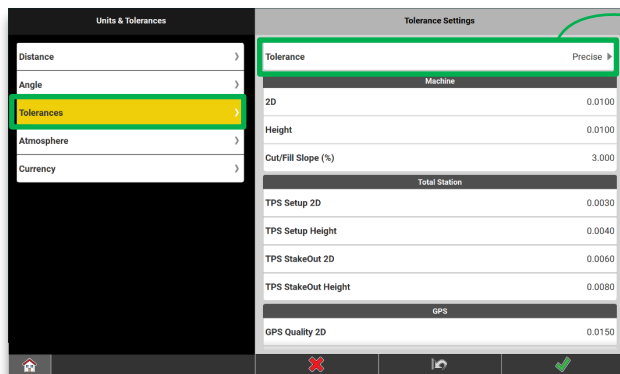 Units & Tolerances
Distance
Angle
Tolerances
Atmosphere
Currency
Tolerance Settings
Tolerance Precise
Machine
2D 0.0100
Height 0.0100
Cut/Fill Slope (%) 3.000
Total Station
TPS Setup 2D 0.0030
TPS Setup Height 0.0040
TPS StakeOut 2D 0.0060
TPS StakeOut Height 0.0080
GPS
GPS Quality 2D 0.0150